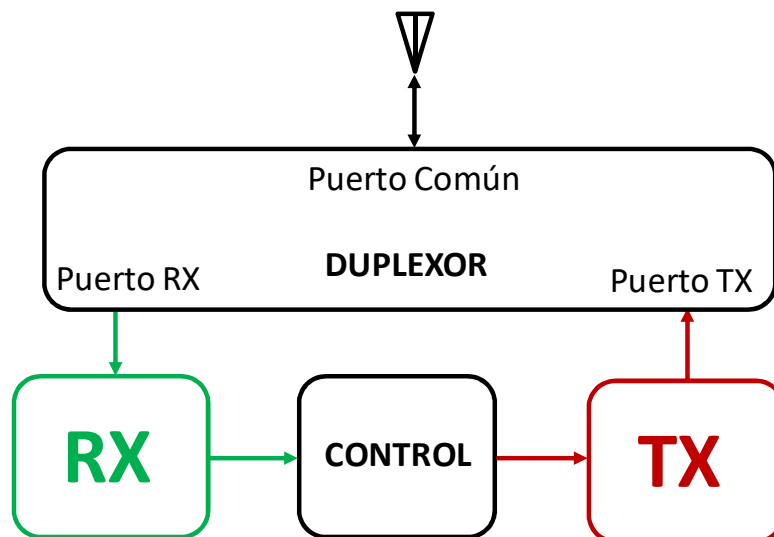 Puerto Común
DUPLEXOR
Puerto RX
Puerto TX
RX
CONTROL
TX